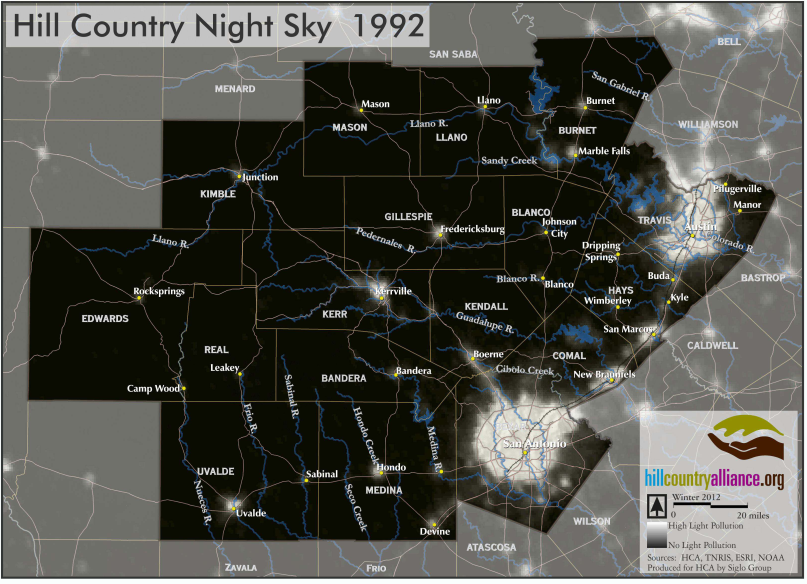 Hill Country Night Sky 1992
SAN SABA
BELL
MENARD
San Gabriel R.
Mason
Llano
Burnet
MASON
Llano R.
LLANO
BURNET
WILLIAMSON
Marble Falls
Sandy Creek
Junction
KIMBLE
Pflugerville
Manor
GILLESPIE
BLANCO
TRAVIS
Fredericksburg
Johnson
City
Austin
Llano R.
Pedernales R.
Dripping
Springs
Colorado R.
Rocksprings
Kerrville
Blanco R.
Blanco
Buda
BASTROP
HAYS
Wimberley
Kyle
EDWARDS
KERR
KENDALL
Guadalupe R.
San Marcos
CALDWELL
REAL
Boerne
COMAL
Leakey
BANDERA
Bandera
Cibolo Creek
New Braunfels
Camp Wood
Sabinal R.
Frio R.
Hondo Creek
Medina R.
San Antonio
UVALDE
Sabinal
Hondo
MEDINA
Nueces R.
Seco Creek
Uvalde
Devine
WILSON
ATASCOSA
ZAVALA
FRIO
hillcountryalliance.org
Winter 2012
0 20 miles
High Light Pollution
No Light Pollution
Sources: HCA, TNRIS, ESRI, NOAA
Produced for HCA by Siglo Group